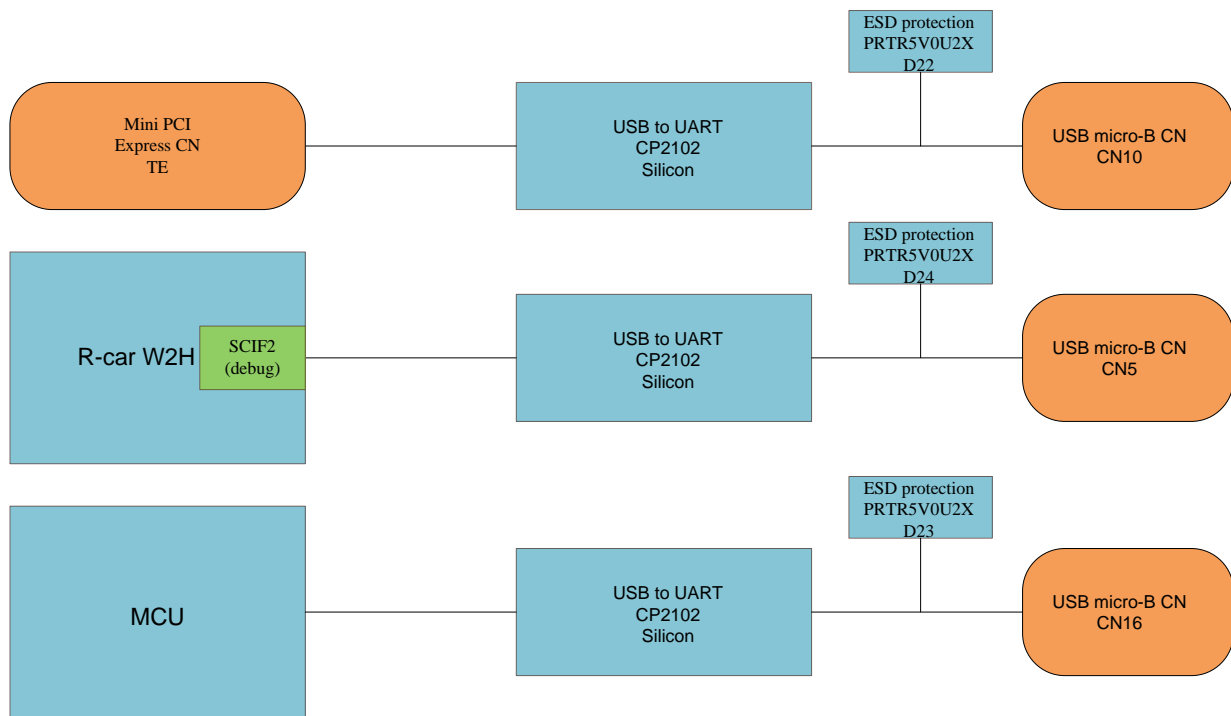 ESD protection
PRTR5V0U2X
D22
Mini PCI
Express CN
TE
USB to UART
CP2102
Silicon
USB micro-B CN
CN10
ESD protection
PRTR5V0U2X
D24
R-car W2H
SCIF2
(debug)
USB to UART
CP2102
Silicon
USB micro-B CN
CN5
ESD protection
PRTR5V0U2X
D23
MCU
USB to UART
CP2102
Silicon
USB micro-B CN
CN16